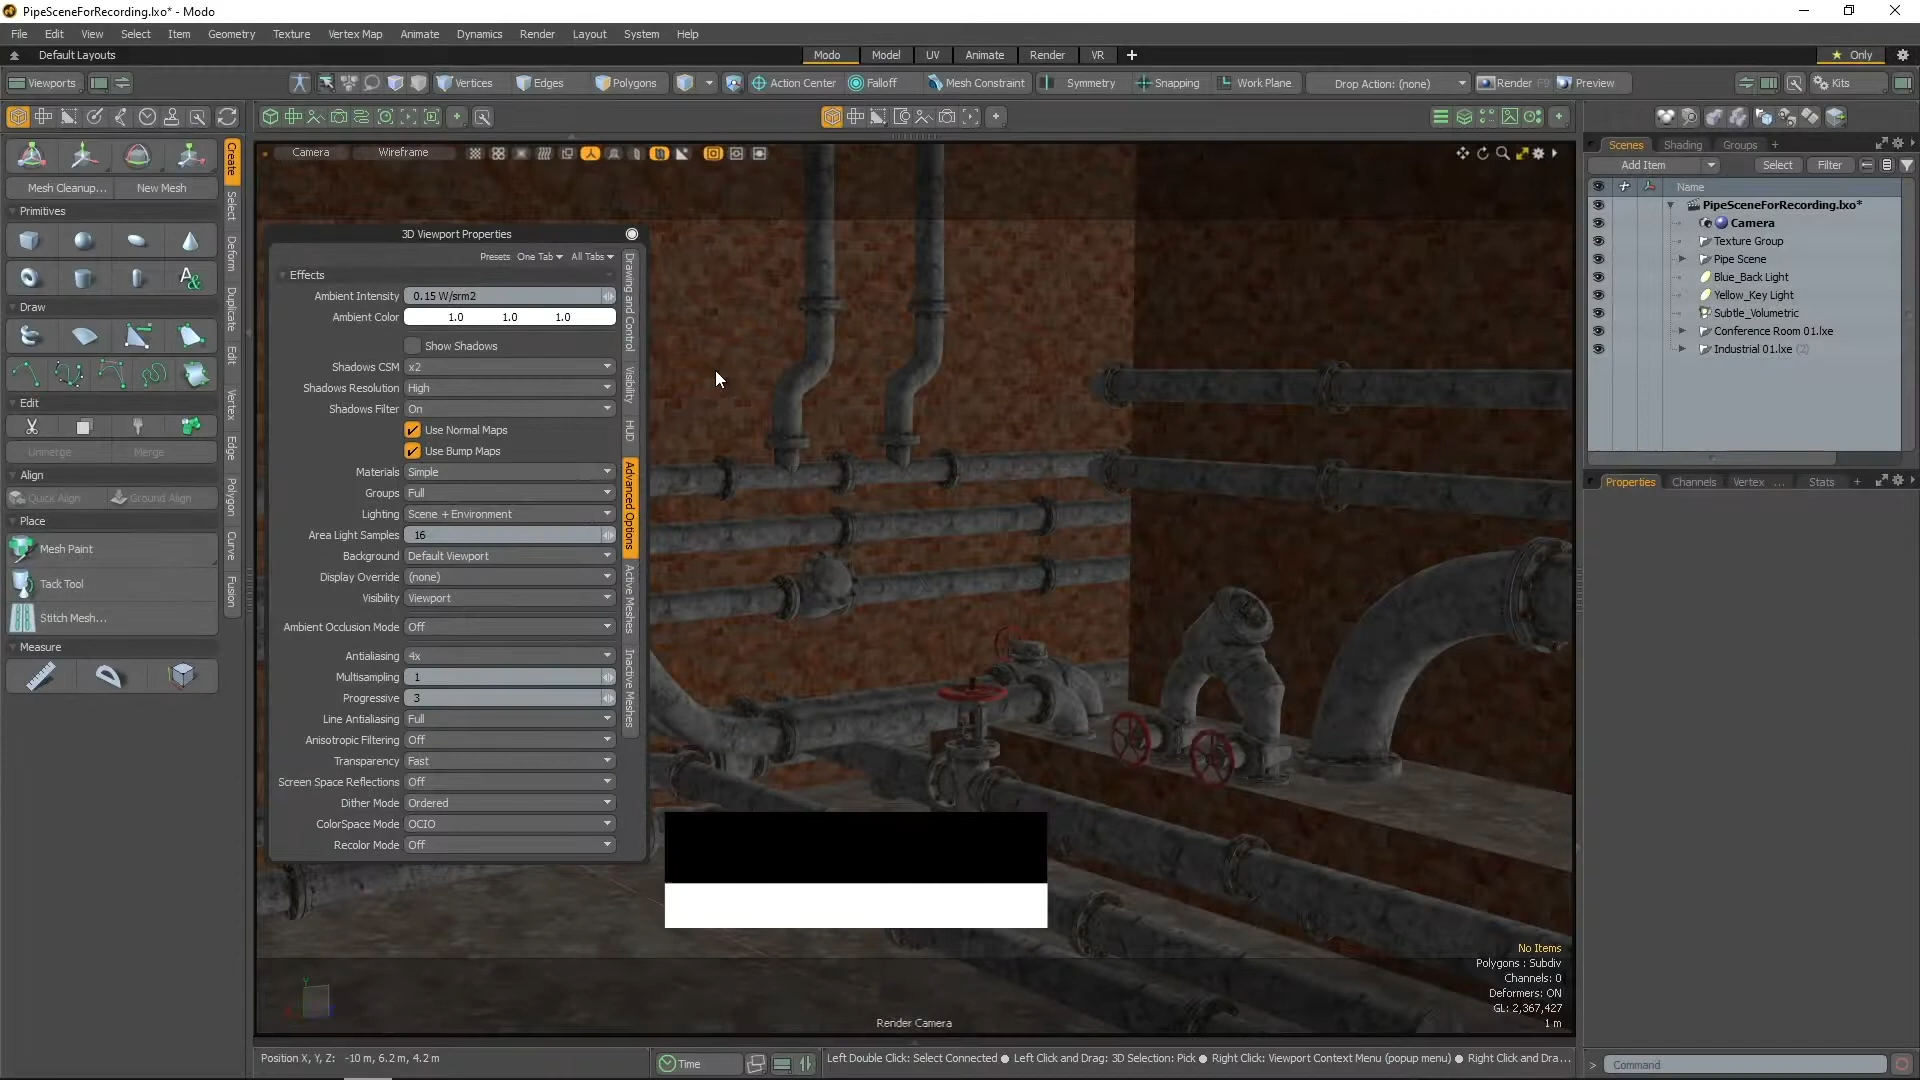 PipeSceneForRecording.lxo* - Modo
File Edit View Select Item Geometry Texture Vertex Map Animate Dynamics Render Layout System Help
Default Layouts Modo Model UV Animate Render VR Only
Viewports Vertices Edges Polygons Action Center Falloff Mesh Constraint Symmetry Snapping Work Plane Drop Action: (none) Render F9 Preview Kits
Camera Wireframe
Mesh Cleanup... New Mesh
Primitives
Draw
Edit
Unmerge Merge
Align
Quick Align Ground Align
Place
Mesh Paint
Tack Tool
Stitch Mesh...
Measure
Create
Select
Deform
Duplicate
Edit
Vertex
Edge
Polygon
Curve
Fusion
3D Viewport Properties
Presets One Tab All Tabs
Effects
Ambient Intensity 0.15 W/srm2
Ambient Color 1.0 1.0 1.0
Show Shadows
Shadows CSM x2
Shadows Resolution High
Shadows Filter On
Use Normal Maps
Use Bump Maps
Materials Simple
Groups Full
Lighting Scene + Environment
Area Light Samples 16
Background Default Viewport
Display Override (none)
Visibility Viewport
Ambient Occlusion Mode Off
Antialiasing 4x
Multisampling 1
Progressive 3
Line Antialiasing Full
Anisotropic Filtering Off
Transparency Fast
Screen Space Reflections Off
Dither Mode Ordered
ColorSpace Mode OCIO
Recolor Mode Off
Drawing and Control
Visibility
HUD
Advanced Options
Active Meshes
Inactive Meshes
No Items
Polygons : Subdiv
Channels: 0
Deformers: ON
GL: 2,367,427
1 m
Render Camera
Scenes Shading Groups +
Add Item Select Filter
Name
PipeSceneForRecording.lxo*
Camera
Texture Group
Pipe Scene
Blue_Back Light
Yellow_Key Light
Subtle_Volumetric
Conference Room 01.lxe
Industrial 01.lxe (2)
Properties Channels Vertex ... Stats +
Position X, Y, Z: -10 m, 6.2 m, 4.2 m
Time
Left Double Click: Select Connected ● Left Click and Drag: 3D Selection: Pick ● Right Click: Viewport Context Menu (popup menu) ● Right Click and Dra...
> Command